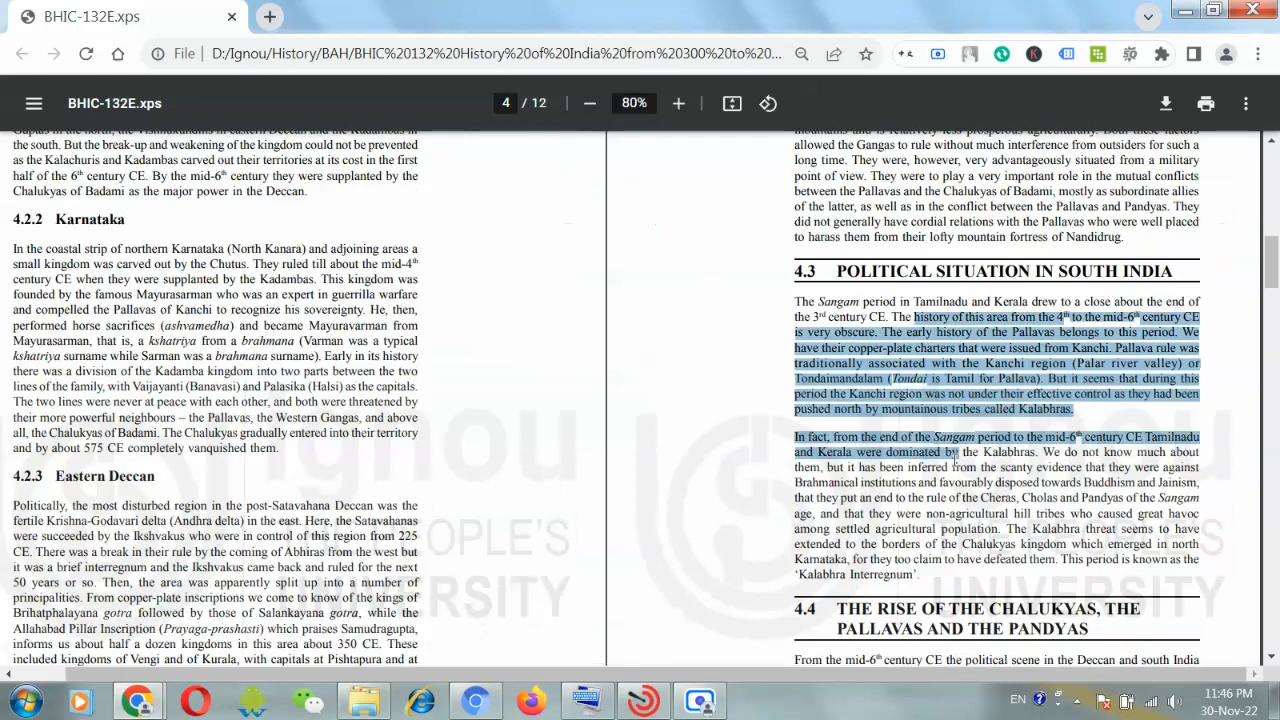 BHIC-132E.xps
File
D:/Ignou/History/BAH/BHIC%20132%20History%20of%20India%20from%20300%20to%20...
BHIC-132E.xps
4 / 12
80%
Guptas in the north, the Vishnukundins in eastern Deccan and the Kadambas in
the south. But the break-up and weakening of the kingdom could not be prevented
as the Kalachuris and Kadambas carved out their territories at its cost in the first
half of the 6th century CE. By the mid-6th century they were supplanted by the
Chalukyas of Badami as the major power in the Deccan.
4.2.2 Karnataka
In the coastal strip of northern Karnataka (North Kanara) and adjoining areas a
small kingdom was carved out by the Chutus. They ruled till about the mid-4th
century CE when they were supplanted by the Kadambas. This kingdom was
founded by the famous Mayurasarman who was an expert in guerrilla warfare
and compelled the Pallavas of Kanchi to recognize his sovereignty. He, then,
performed horse sacrifices (ashvamedha) and became Mayuravarman from
Mayurasarman, that is, a kshatriya from a brahmana (Varman was a typical
kshatriya surname while Sarman was a brahmana surname). Early in its history
there was a division of the Kadamba kingdom into two parts between the two
lines of the family, with Vaijayanti (Banavasi) and Palasika (Halsi) as the capitals.
The two lines were never at peace with each other, and both were threatened by
their more powerful neighbours – the Pallavas, the Western Gangas, and above
all, the Chalukyas of Badami. The Chalukyas gradually entered into their territory
and by about 575 CE completely vanquished them.
4.2.3 Eastern Deccan
Politically, the most disturbed region in the post-Satavahana Deccan was the
fertile Krishna-Godavari delta (Andhra delta) in the east. Here, the Satavahanas
were succeeded by the Ikshvakus who were in control of this region from 225
CE. There was a break in their rule by the coming of Abhiras from the west but
it was a brief interregnum and the Ikshvakus came back and ruled for the next
50 years or so. Then, the area was apparently split up into a number of
principalities. From copper-plate inscriptions we come to know of the kings of
Brihatphalayana gotra followed by those of Salankayana gotra, while the
Allahabad Pillar Inscription (Prayaga-prashasti) which praises Samudragupta,
informs us about half a dozen kingdoms in this area about 350 CE. These
included kingdoms of Vengi and of Kurala, with capitals at Pishtapura and at
mountains and is relatively less prosperous agriculturally. Both these factors
allowed the Gangas to rule without much interference from outsiders for such a
long time. They were, however, very advantageously situated from a military
point of view. They were to play a very important role in the mutual conflicts
between the Pallavas and the Chalukyas of Badami, mostly as subordinate allies
of the latter, as well as in the conflict between the Pallavas and Pandyas. They
did not generally have cordial relations with the Pallavas who were well placed
to harass them from their lofty mountain fortress of Nandidrug.
4.3 POLITICAL SITUATION IN SOUTH INDIA
The Sangam period in Tamilnadu and Kerala drew to a close about the end of
the 3rd century CE. The history of this area from the 4th to the mid-6th century CE
is very obscure. The early history of the Pallavas belongs to this period. We
have their copper-plate charters that were issued from Kanchi. Pallava rule was
traditionally associated with the Kanchi region (Palar river valley) or
Tondaimandalam (Tondai is Tamil for Pallava). But it seems that during this
period the Kanchi region was not under their effective control as they had been
pushed north by mountainous tribes called Kalabhras.
In fact, from the end of the Sangam period to the mid-6th century CE Tamilnadu
and Kerala were dominated by the Kalabhras. We do not know much about
them, but it has been inferred from the scanty evidence that they were against
Brahmanical institutions and favourably disposed towards Buddhism and Jainism,
that they put an end to the rule of the Cheras, Cholas and Pandyas of the Sangam
age, and that they were non-agricultural hill tribes who caused great havoc
among settled agricultural population. The Kalabhra threat seems to have
extended to the borders of the Chalukyas kingdom which emerged in north
Karnataka, for they too claim to have defeated them. This period is known as the
‘Kalabhra Interregnum’.
4.4 THE RISE OF THE CHALUKYAS, THE
PALLAVAS AND THE PANDYAS
From the mid-6th century CE the political scene in the Deccan and south India
ignou
PEOPLE'S
UNIVERSITY
EN
11:46 PM
30-Nov-22